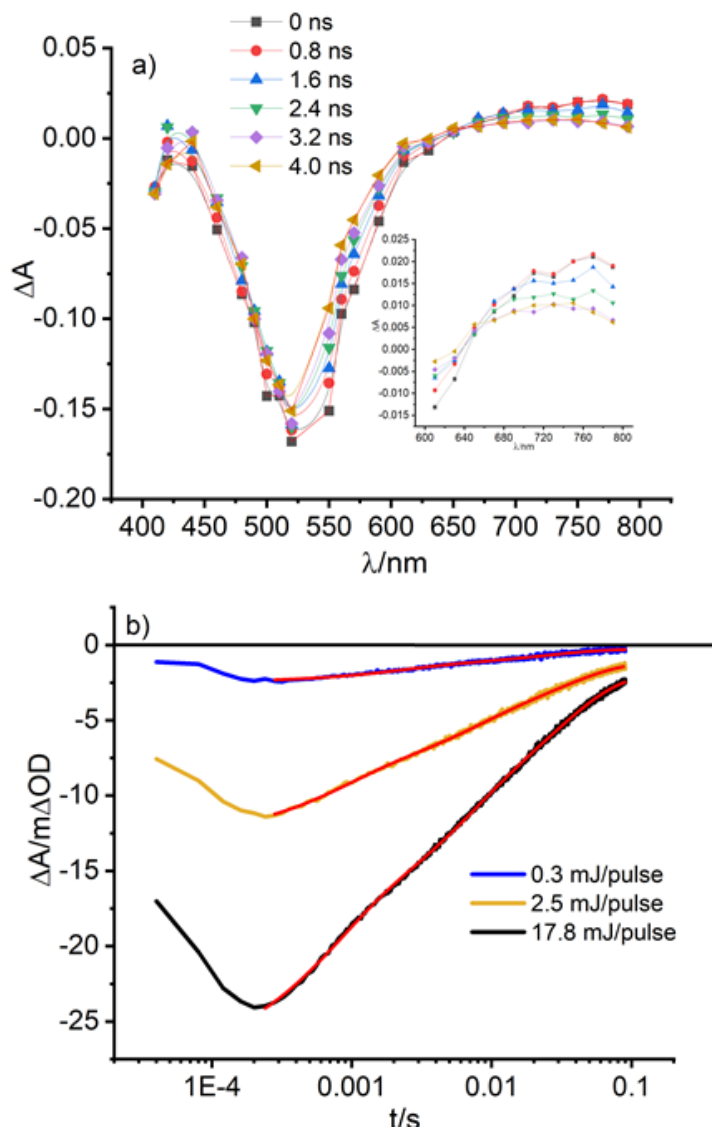 a)
0 ns
0.8 ns
1.6 ns
2.4 ns
3.2 ns
4.0 ns
0.05
0.00
-0.05
-0.10
-0.15
-0.20
ΔA
400 450 500 550 600 650 700 750 800
λ/nm
0.025
0.020
0.015
0.010
0.005
0.000
-0.005
-0.010
-0.015
ΔA
600 640 680 720 760 800
λ/nm
b)
0
-5
-10
-15
-20
-25
ΔA/mΔOD
0.3 mJ/pulse
2.5 mJ/pulse
17.8 mJ/pulse
1E-4 0.001 0.01 0.1
t/s